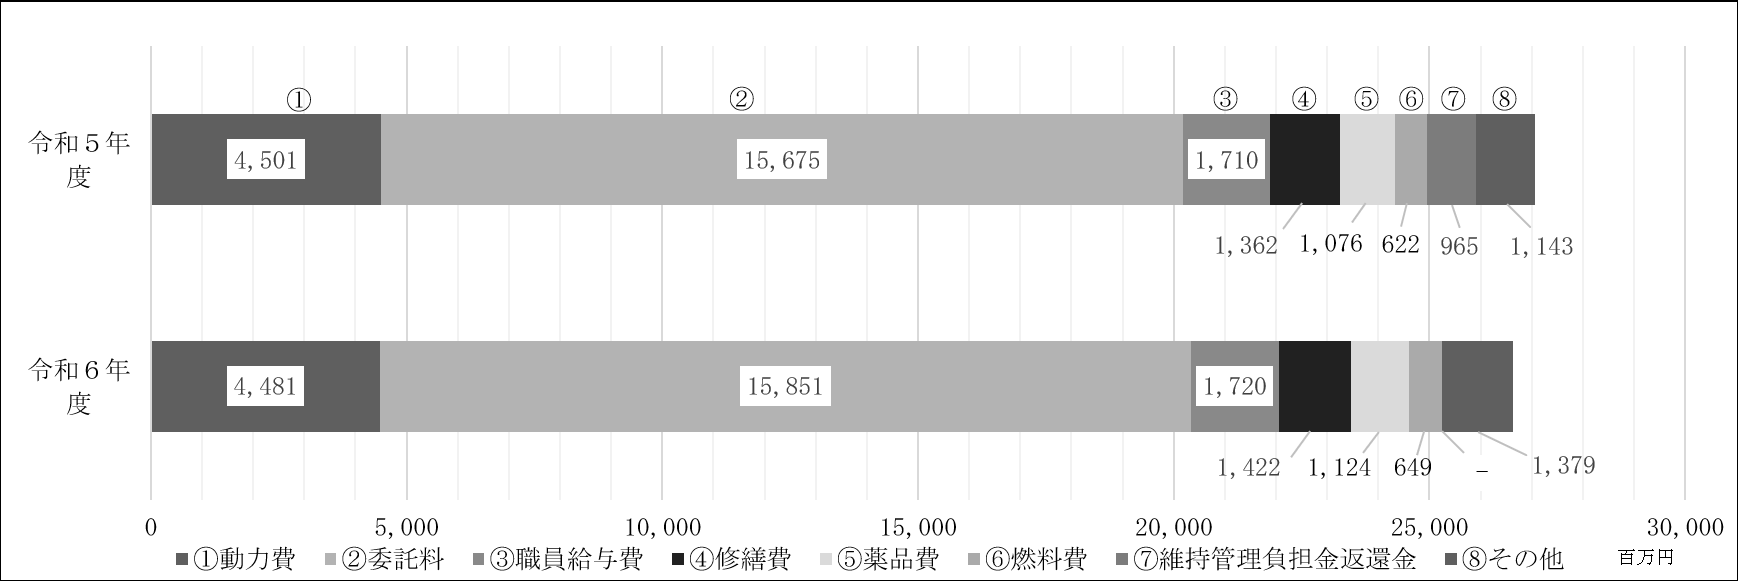 ① ② ③ ④ ⑤ ⑥ ⑦ ⑧
令和５年
度
4,501 15,675 1,710
1,362 1,076 622 965 1,143
令和６年
度
4,481 15,851 1,720
1,422 1,124 649 – 1,379
0 5,000 10,000 15,000 20,000 25,000 30,000
①動力費 ②委託料 ③職員給与費 ④修繕費 ⑤薬品費 ⑥燃料費 ⑦維持管理負担金返還金 ⑧その他 百万円